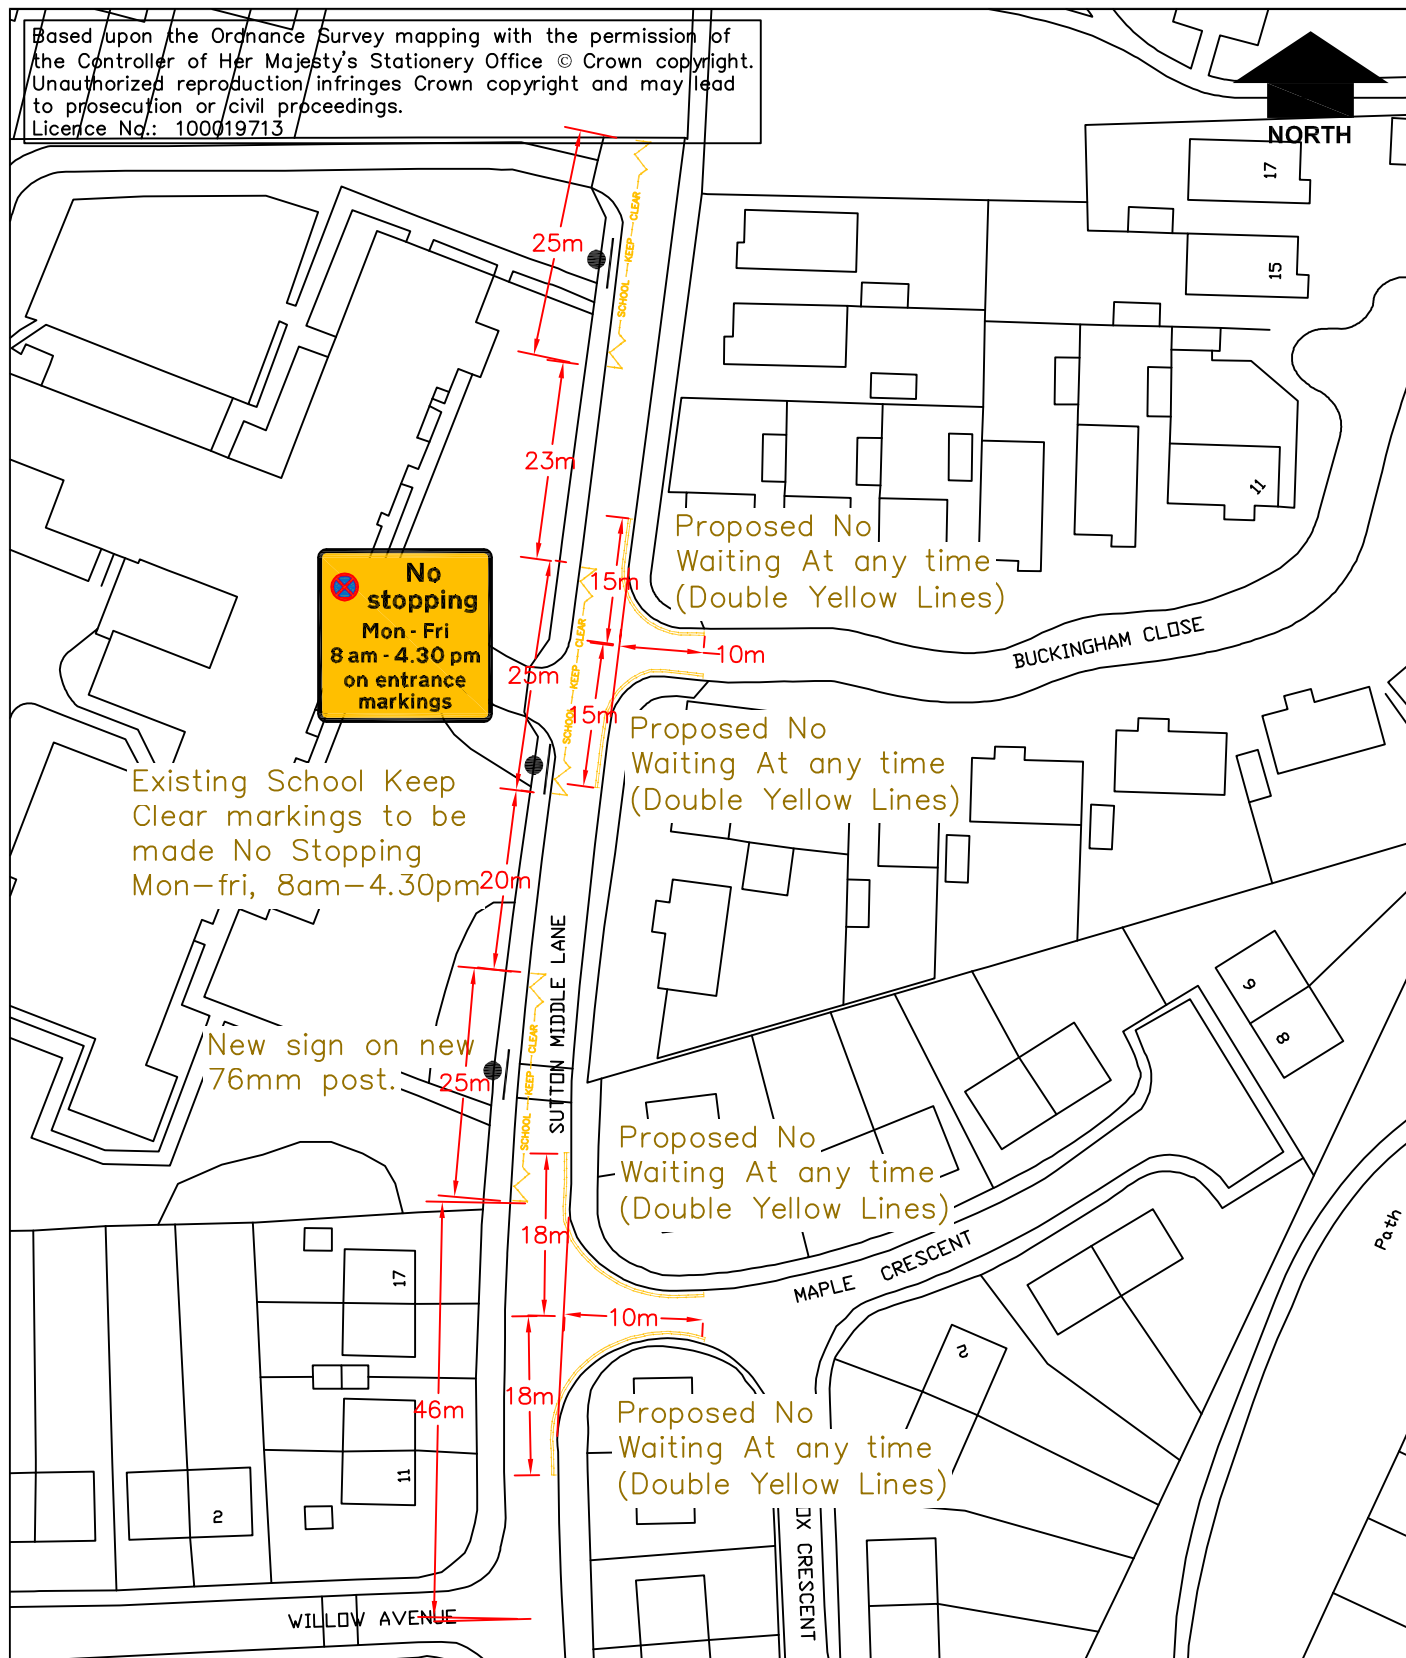 Based upon the Ordnance Survey mapping with the permission of
the Controller of Her Majesty's Stationery Office © Crown copyright.
Unauthorized reproduction infringes Crown copyright and may lead
to prosecution or civil proceedings.
Licence No.: 100019713
NORTH
17
15
11
25m
SCHOOL KEEP CLEAR
23m
Proposed No
Waiting At any time
(Double Yellow Lines)
15m
10m
BUCKINGHAM CLOSE
No
stopping
Mon - Fri
8 am - 4.30 pm
on entrance
markings
25m
SCHOOL KEEP CLEAR
15m
Proposed No
Waiting At any time
(Double Yellow Lines)
Existing School Keep
Clear markings to be
made No Stopping
Mon-fri, 8am-4.30pm
20m
SUTTON MIDDLE LANE
9
8
New sign on new
76mm post.
25m
SCHOOL KEEP CLEAR
Proposed No
Waiting At any time
(Double Yellow Lines)
18m
MAPLE CRESCENT
Path
17
10m
2
18m
46m
Proposed No
Waiting At any time
(Double Yellow Lines)
11
2
OX CRESCENT
WILLOW AVENUE